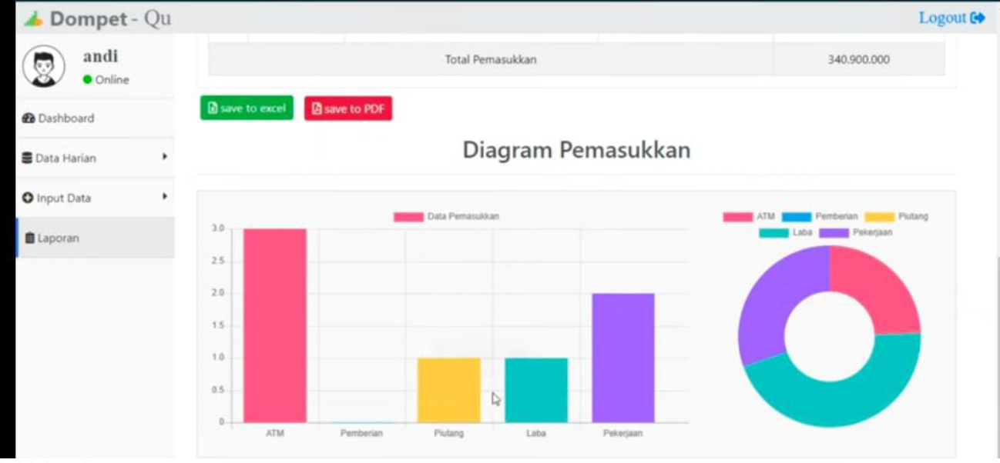 Dompet - Qu
Logout
andi
Online
Total Pemasukkan 340.900.000
save to excel
save to PDF
Dashboard
Data Harian
Input Data
Laporan
Diagram Pemasukkan
Data Pemasukkan
3.0
2.5
2.0
1.5
1.0
0.5
0
ATM Pemberian Piutang Laba Pekerjaan
ATM Pemberian Piutang
Laba Pekerjaan